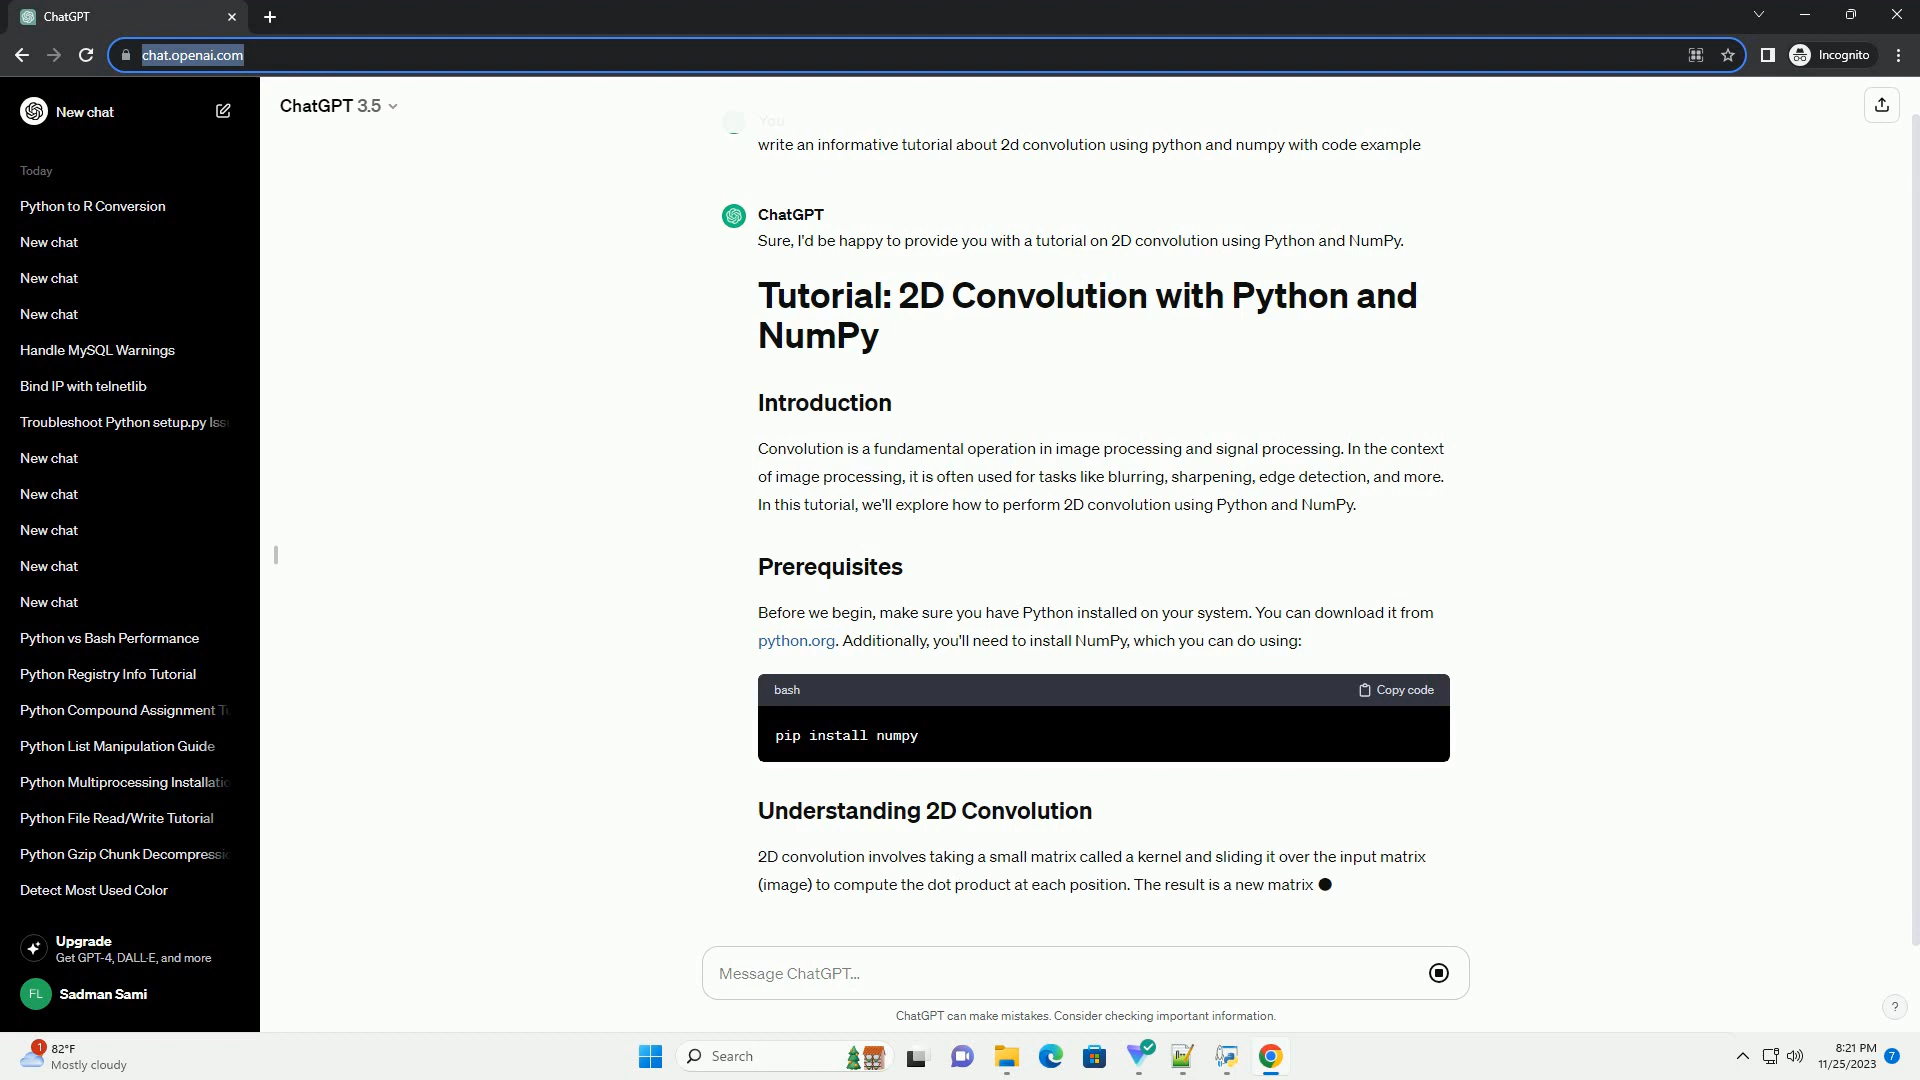 ChatGPT
chat.openai.com
Incognito
New chat
Today
Python to R Conversion
New chat
New chat
New chat
Handle MySQL Warnings
Bind IP with telnetlib
Troubleshoot Python setup.py Iss
New chat
New chat
New chat
New chat
New chat
Python vs Bash Performance
Python Registry Info Tutorial
Python Compound Assignment Tu
Python List Manipulation Guide
Python Multiprocessing Installatio
Python File Read/Write Tutorial
Python Gzip Chunk Decompressio
Detect Most Used Color
Upgrade
Get GPT-4, DALL·E, and more
FL Sadman Sami
ChatGPT 3.5
You
write an informative tutorial about 2d convolution using python and numpy with code example
ChatGPT
Sure, I'd be happy to provide you with a tutorial on 2D convolution using Python and NumPy.
Tutorial: 2D Convolution with Python and
NumPy
Introduction
Convolution is a fundamental operation in image processing and signal processing. In the context
of image processing, it is often used for tasks like blurring, sharpening, edge detection, and more.
In this tutorial, we'll explore how to perform 2D convolution using Python and NumPy.
Prerequisites
Before we begin, make sure you have Python installed on your system. You can download it from
python.org. Additionally, you'll need to install NumPy, which you can do using:
bash Copy code
pip install numpy
Understanding 2D Convolution
2D convolution involves taking a small matrix called a kernel and sliding it over the input matrix
(image) to compute the dot product at each position. The result is a new matrix
Message ChatGPT...
ChatGPT can make mistakes. Consider checking important information.
?
1
82°F
Mostly cloudy
Search
8:21 PM
11/25/2023
7